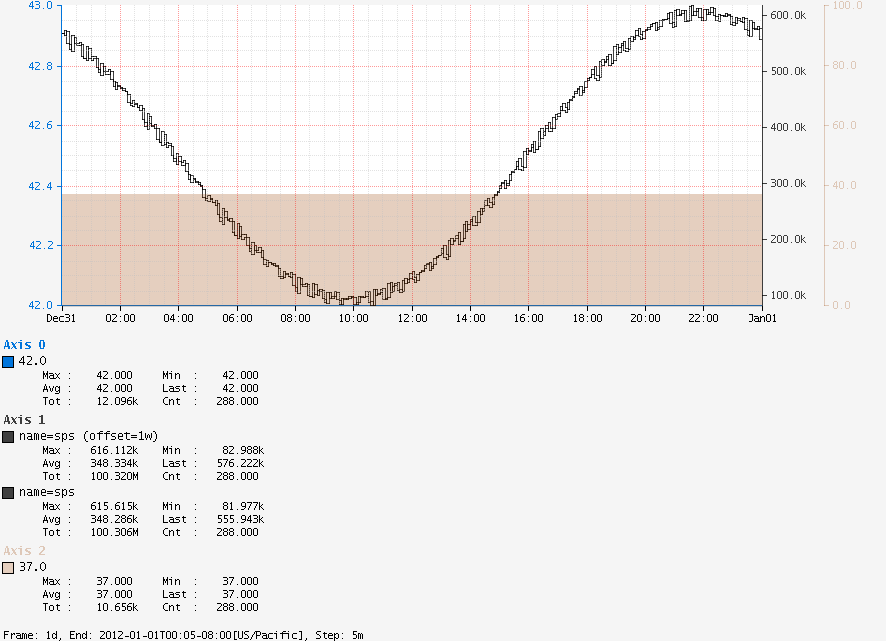 43.0 600.0k 100.0
42.8 500.0k 80.0
42.6 400.0k 60.0
42.4 300.0k 40.0
42.2 200.0k 20.0
42.0 100.0k 0.0
Dec31 02:00 04:00 06:00 08:00 10:00 12:00 14:00 16:00 18:00 20:00 22:00 Jan01
Axis 0
42.0
Max : 42.000 Min : 42.000
Avg : 42.000 Last : 42.000
Tot : 12.096k Cnt : 288.000
Axis 1
name=sps (offset=1w)
Max : 616.112k Min : 82.988k
Avg : 348.334k Last : 576.222k
Tot : 100.320M Cnt : 288.000
name=sps
Max : 615.615k Min : 81.977k
Avg : 348.286k Last : 555.943k
Tot : 100.306M Cnt : 288.000
Axis 2
37.0
Max : 37.000 Min : 37.000
Avg : 37.000 Last : 37.000
Tot : 10.656k Cnt : 288.000
Frame: 1d, End: 2012-01-01T00:05-08:00[US/Pacific], Step: 5m